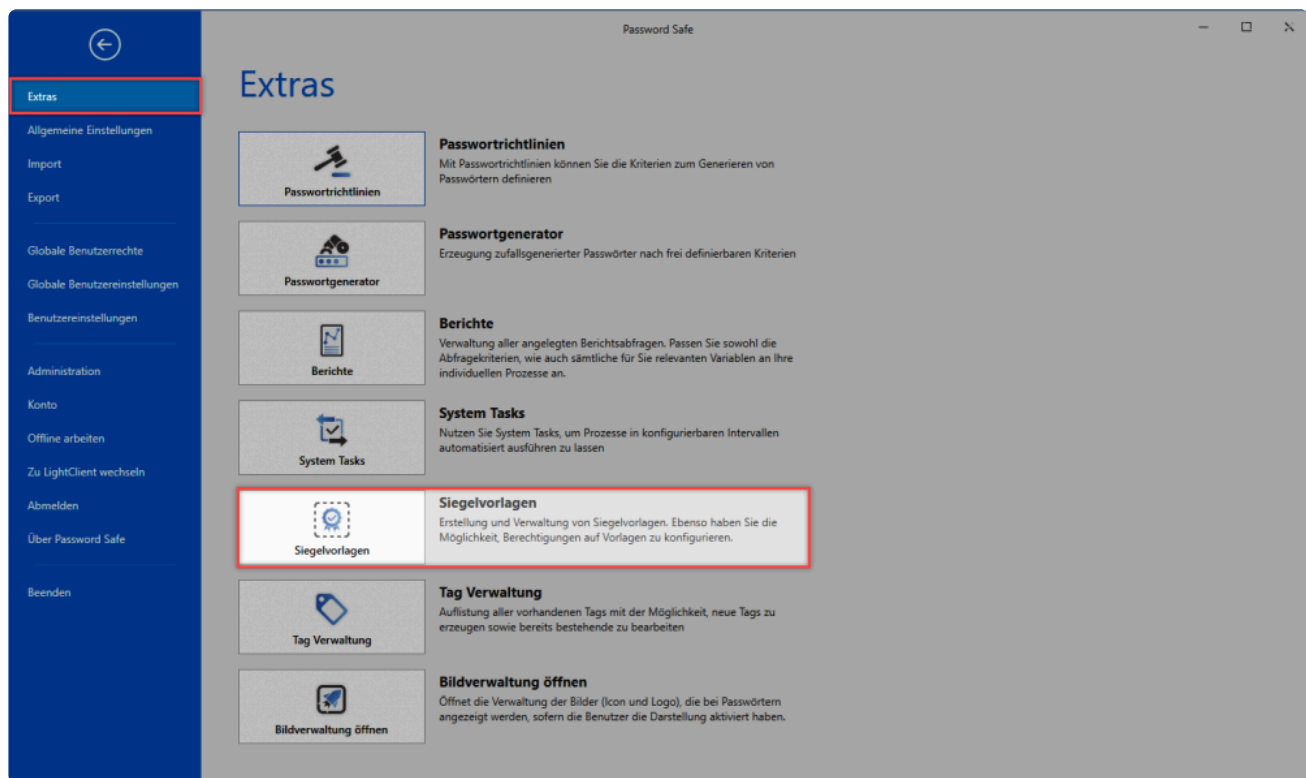 Password Safe
Extras
Allgemeine Einstellungen
Import
Export
Globale Benutzerrechte
Globale Benutzereinstellungen
Benutzereinstellungen
Administration
Konto
Offline arbeiten
Zu LightClient wechseln
Abmelden
Über Password Safe
Beenden
Extras
Passwortrichtlinien
Passwortrichtlinien
Mit Passwortrichtlinien können Sie die Kriterien zum Generieren von
Passwörtern definieren
Passwortgenerator
Passwortgenerator
Erzeugung zufallsgenerierter Passwörter nach frei definierbaren Kriterien
Berichte
Berichte
Verwaltung aller angelegten Berichtsabfragen. Passen Sie sowohl die
Abfragekriterien, wie auch sämtliche für Sie relevanten Variablen an Ihre
individuellen Prozesse an.
System Tasks
System Tasks
Nutzen Sie System Tasks, um Prozesse in konfigurierbaren Intervallen
automatisiert ausführen zu lassen
Siegelvorlagen
Siegelvorlagen
Erstellung und Verwaltung von Siegelvorlagen. Ebenso haben Sie die
Möglichkeit, Berechtigungen auf Vorlagen zu konfigurieren.
Tag Verwaltung
Tag Verwaltung
Auflistung aller vorhandenen Tags mit der Möglichkeit, neue Tags zu
erzeugen sowie bereits bestehende zu bearbeiten
Bildverwaltung öffnen
Bildverwaltung öffnen
Öffnet die Verwaltung der Bilder (Icon und Logo), die bei Passwörtern
angezeigt werden, sofern die Benutzer die Darstellung aktiviert haben.